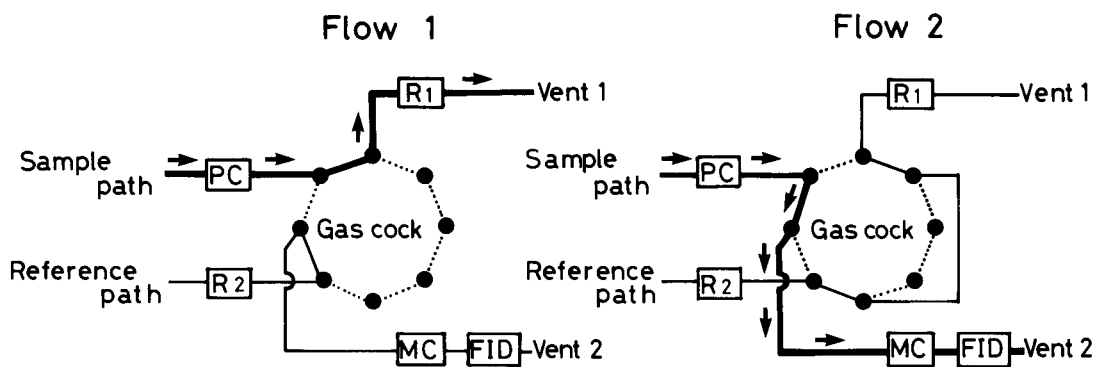 Flow 1
R1
Vent 1
Sample
path
PC
Gas cock
Reference
path
R2
MC
FID
Vent 2
Flow 2
R1
Vent 1
Sample
path
PC
Gas cock
Reference
path
R2
MC
FID
Vent 2